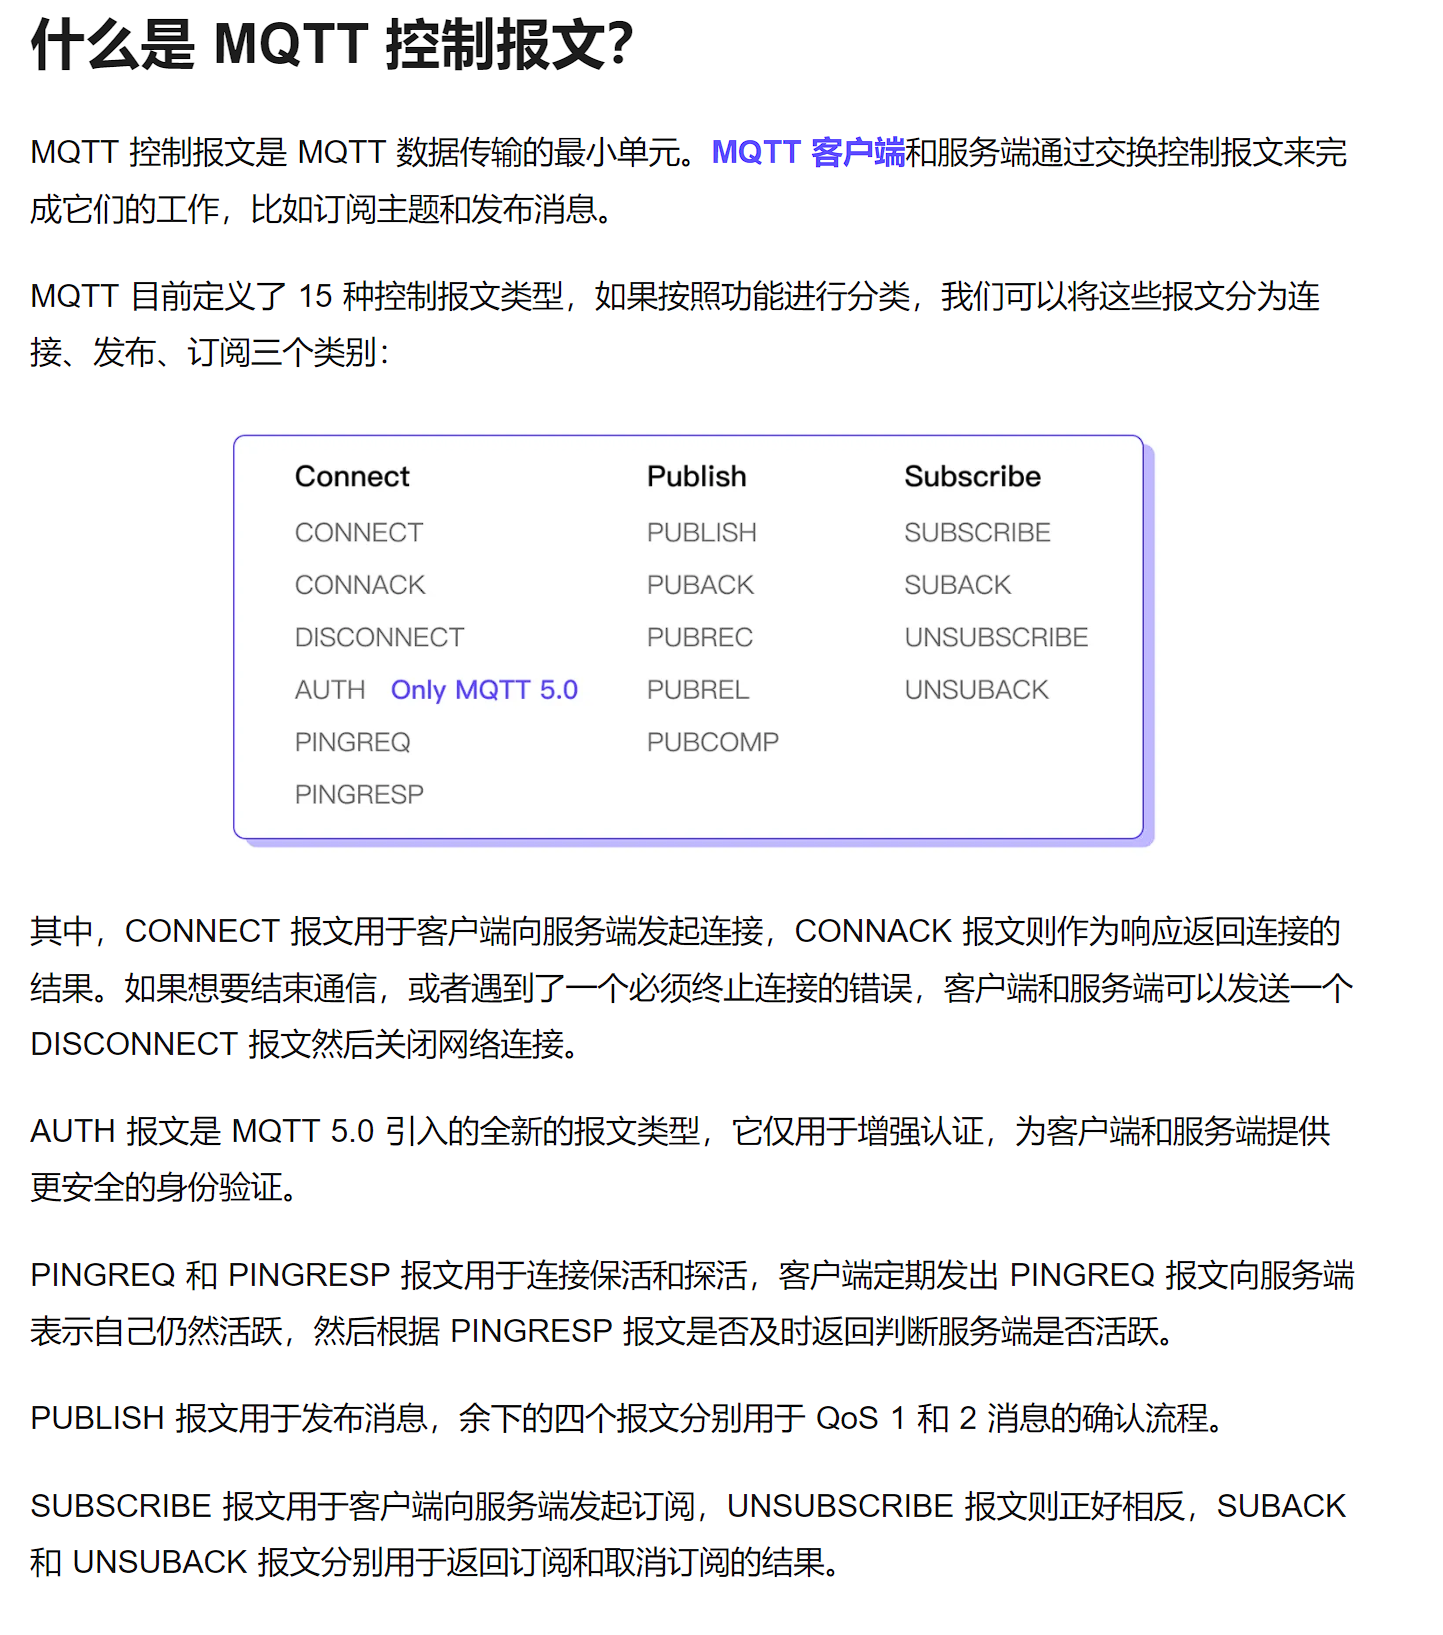 什么是 MQTT 控制报文？
MQTT 控制报文是 MQTT 数据传输的最小单元。MQTT 客户端和服务端通过交换控制报文来完
成它们的工作，比如订阅主题和发布消息。
MQTT 目前定义了 15 种控制报文类型，如果按照功能进行分类，我们可以将这些报文分为连
接、发布、订阅三个类别：
Connect Publish Subscribe
CONNECT PUBLISH SUBSCRIBE
CONNACK PUBACK SUBACK
DISCONNECT PUBREC UNSUBSCRIBE
AUTH Only MQTT 5.0 PUBREL UNSUBACK
PINGREQ PUBCOMP
PINGRESP
其中，CONNECT 报文用于客户端向服务端发起连接，CONNACK 报文则作为响应返回连接的
结果。如果想要结束通信，或者遇到了一个必须终止连接的错误，客户端和服务端可以发送一个
DISCONNECT 报文然后关闭网络连接。
AUTH 报文是 MQTT 5.0 引入的全新的报文类型，它仅用于增强认证，为客户端和服务端提供
更安全的身份验证。
PINGREQ 和 PINGRESP 报文用于连接保活和探活，客户端定期发出 PINGREQ 报文向服务端
表示自己仍然活跃，然后根据 PINGRESP 报文是否及时返回判断服务端是否活跃。
PUBLISH 报文用于发布消息，余下的四个报文分别用于 QoS 1 和 2 消息的确认流程。
SUBSCRIBE 报文用于客户端向服务端发起订阅，UNSUBSCRIBE 报文则正好相反，SUBACK
和 UNSUBACK 报文分别用于返回订阅和取消订阅的结果。